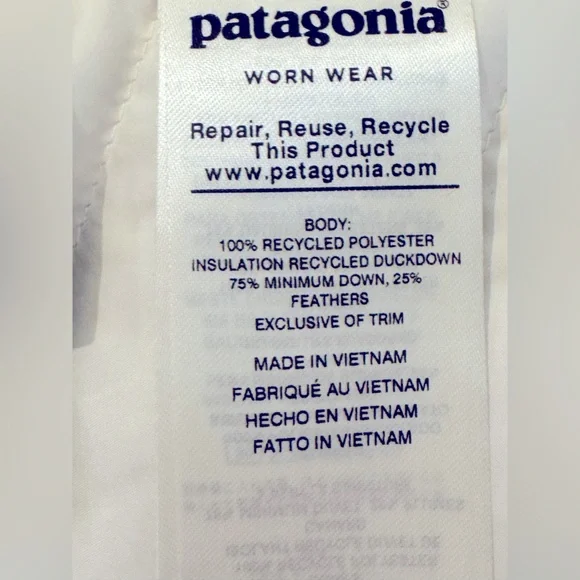 patagonia®
WORN WEAR
Repair, Reuse, Recycle
This Product
www.patagonia.com
BODY:
100% RECYCLED POLYESTER
INSULATION RECYCLED DUCKDOWN
75% MINIMUM DOWN, 25%
FEATHERS
EXCLUSIVE OF TRIM
MADE IN VIETNAM
FABRIQUÉ AU VIETNAM
HECHO EN VIETNAM
FATTO IN VIETNAM